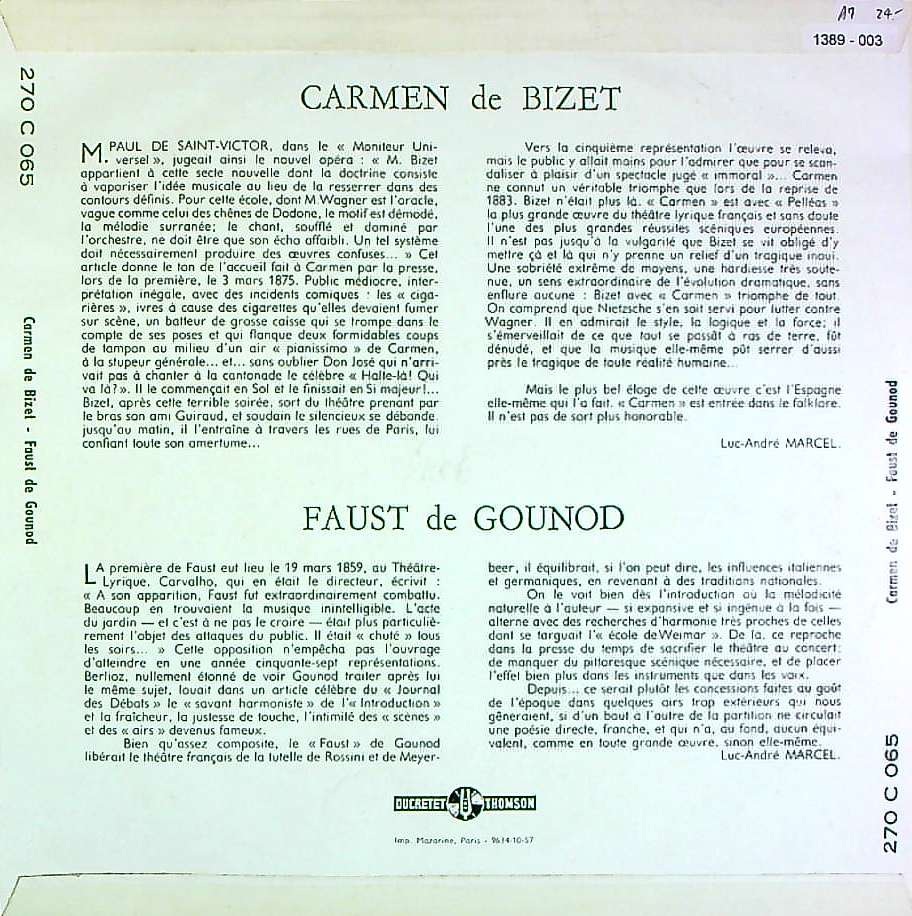 A7 24.-
1389 - 003
270 C 065
Carmen de Bizet - Faust de Gounod
CARMEN de BIZET
M. PAUL DE SAINT-VICTOR, dans le « Moniteur Uni-
versel », jugeait ainsi le nouvel opéra : « M. Bizet
appartient à cette secte nouvelle dont la doctrine consiste
à vaporiser l'idée musicale au lieu de la resserrer dans des
contours définis. Pour cette école, dont M. Wagner est l'oracle,
vague comme celui des chênes de Dodone, le motif est démodé,
la mélodie surranée; le chant, soufflé et dominé par
l'orchestre, ne doit être que son écho affaibli. Un tel système
doit nécessairement produire des œuvres confuses... » Cet
article donne le ton de l'accueil fait à Carmen par la presse,
lors de la première, le 3 mars 1875. Public médiocre, inter-
prétation inégale, avec des incidents comiques : les « ciga-
rières », ivres à cause des cigarettes qu'elles devaient fumer
sur scène, un batteur de grosse caisse qui se trompe dans le
compte de ses poses et qui flanque deux formidables coups
de tampon au milieu d'un air « pianissimo » de Carmen,
à la stupeur générale... et... sans oublier Don José qui n'arri-
vait pas à chanter à la cantonade le célèbre « Halle-là! Qui
va là? ». Il le commençait en Sol et le finissait en Si majeur!...
Bizet, après cette terrible soirée, sort du théâtre prenant par
le bras son ami Guiraud, et soudain le silencieux se débonde.
jusqu'au matin, il l'entraîne à travers les rues de Paris, lui
confiant toute son amertume...
Vers la cinquième représentation l'œuvre se releva,
mais le public y allait moins pour l'admirer que pour se scan-
daliser à plaisir d'un spectacle jugé « immoral »... Carmen
ne connut un véritable triomphe que lors de la reprise de
1883. Bizet n'était plus là. « Carmen » est avec « Pelléas »
la plus grande œuvre du théâtre lyrique français et sans doute
l'une des plus grandes réussites scéniques européennes.
Il n'est pas jusqu'à la vulgarité que Bizet se vit obligé d'y
mettre çà et là qui n'y prenne un relief d'un tragique inouï.
Une sobriété extrême de moyens, une hardiesse très soute-
nue, un sens extraordinaire de l'évolution dramatique, sans
enflure aucune : Bizet avec « Carmen » triomphe de tout.
On comprend que Nietzsche s'en soit servi pour lutter contre
Wagner. Il en admirait le style, la logique et la force; il
s'émerveillait de ce que tout se passât à ras de terre, fût
dénudé, et que la musique elle-même pût serrer d'aussi
près le tragique de toute réalité humaine...
Mais le plus bel éloge de cette œuvre c'est l'Espagne
elle-même qui l'a fait. « Carmen » est entrée dans le folklore.
Il n'est pas de sort plus honorable.
Luc-André MARCEL.
FAUST de GOUNOD
LA première de Faust eut lieu le 19 mars 1859, au Théâtre-
Lyrique. Carvalho, qui en était le directeur, écrivit :
« A son apparition, Faust fut extraordinairement combattu.
Beaucoup en trouvaient la musique inintelligible. L'acte
du jardin — et c'est à ne pas le croire — était plus particuliè-
rement l'objet des attaques du public. Il était « chuté » tous
les soirs... » Cette opposition n'empêcha pas l'ouvrage
d'atteindre en une année cinquante-sept représentations.
Berlioz, nullement étonné de voir Gounod traiter après lui
le même sujet, louait dans un article célèbre du « Journal
des Débats » le « savant harmoniste » de l'« Introduction »
et la fraîcheur, la justesse de touche, l'intimité des « scènes »
et des « airs » devenus fameux.
Bien qu'assez composite, le « Faust » de Gounod
libérait le théâtre français de la tutelle de Rossini et de Meyer-
beer, il équilibrait, si l'on peut dire, les influences italiennes
et germaniques, en revenant à des traditions nationales.
On le voit bien dès l'introduction où la mélodicité
naturelle à l'auteur — si expansive et si ingénue à la fois —
alterne avec des recherches d'harmonie très proches de celles
dont se targuait l'« école de Weimar ». De là, ce reproche
dans la presse du temps de sacrifier le théâtre au concert;
de manquer du pittoresque scénique nécessaire, et de placer
l'effet bien plus dans les instruments que dans les voix.
Depuis... ce serait plutôt les concessions faites au goût
de l'époque dans quelques airs trop extérieurs qui nous
gêneraient, si d'un bout à l'autre de la partition ne circulait
une poésie directe, franche, et qui n'a, au fond, aucun équi-
valent, comme en toute grande œuvre, sinon elle-même.
Luc-André MARCEL.
DUCRETET THOMSON
Imp. Mazarine, Paris - 9614-10-57
Carmen de Bizet - Faust de Gounod
270 C 065